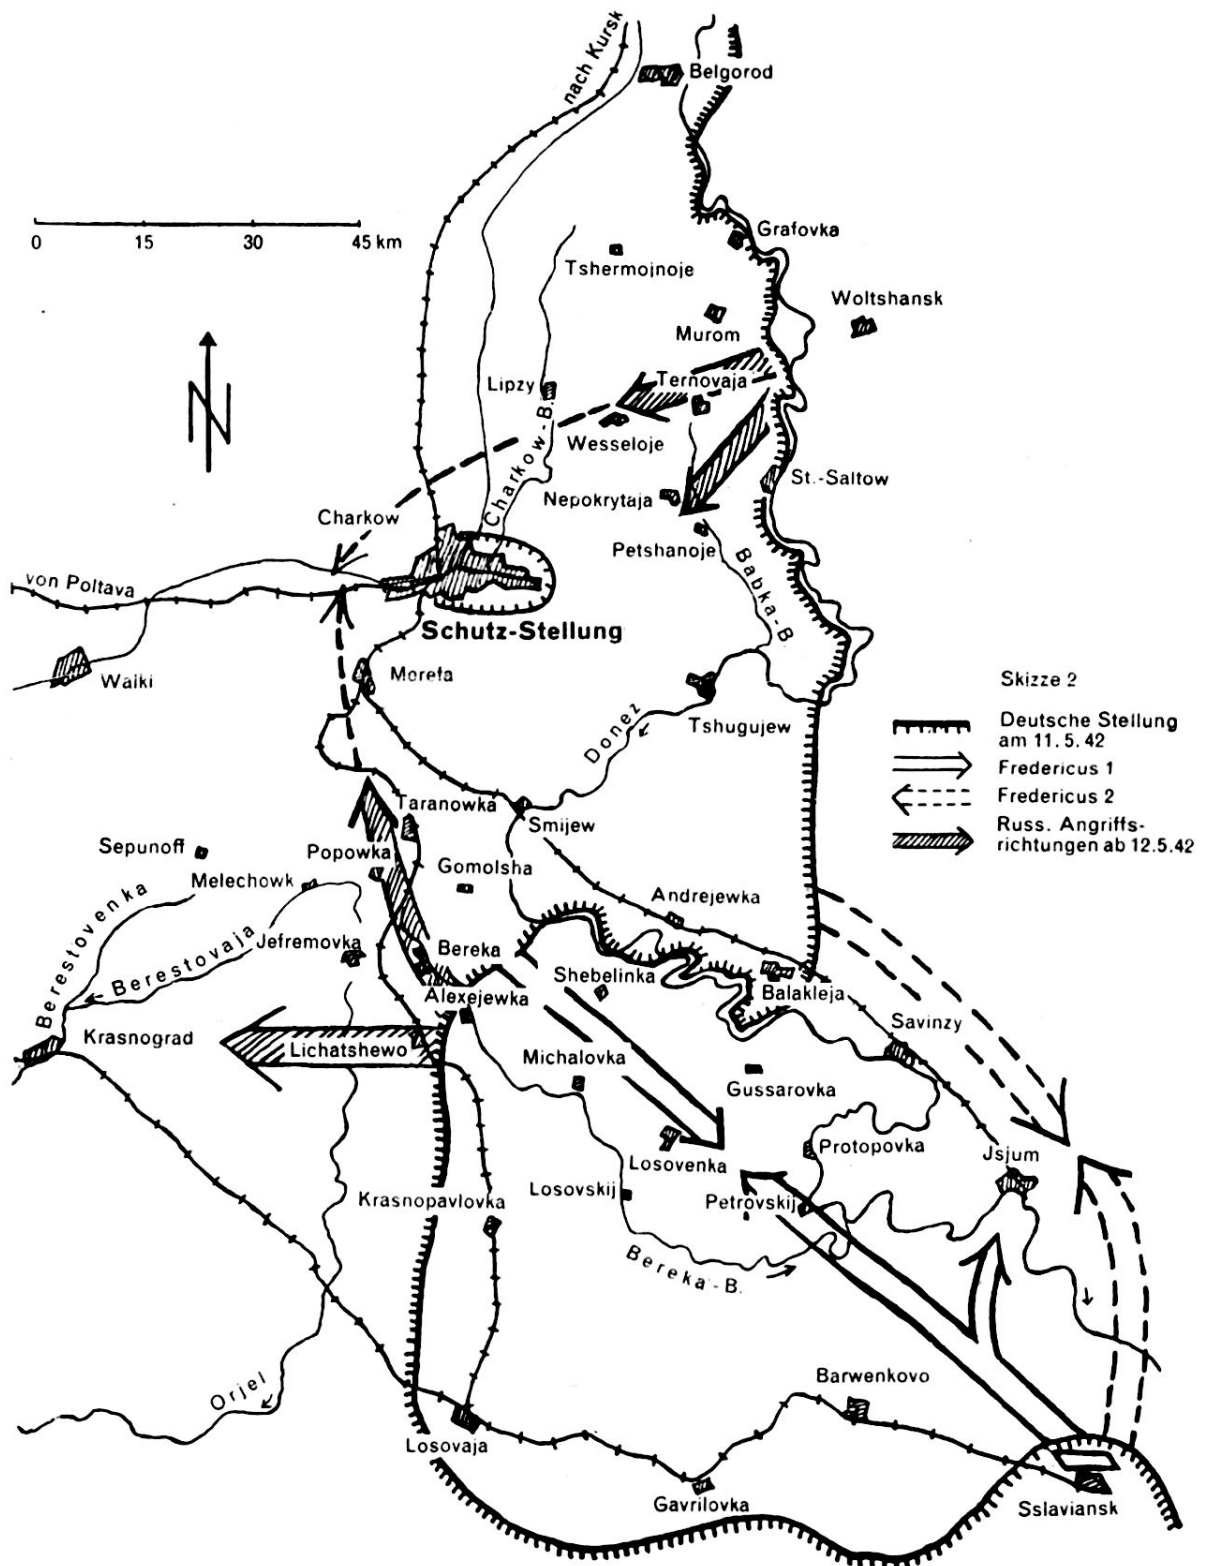 nach Kursk
Belgorod
0 15 30 45 km
Grafovka
Tshermojnoje
Woltshansk
Murom
N
Ternovaja
Lipzy
Charkow-B.
Wesseloje
St.-Saltow
Nepokrytaja
Charkow
Petshanoje
Babka-B
von Poltava
Schutz-Stellung
Walki
Merefa
Skizze 2
Donez
Tshugujew
Deutsche Stellung
am 11.5.42
Fredericus 1
Fredericus 2
Russ. Angriffs-
richtungen ab 12.5.42
Taranowka
Smijew
Sepunoff
Popowka
Melechowk
Gomolsha
Andrejewka
Berestovenka
Berestovaja
Jefremovka
Bereka
Shebelinka
Balakleja
Alexejewka
Savinzy
Krasnograd
Lichatshewo
Michalovka
Gussarovka
Losovenka
Protopovka
Jsjum
Krasnopavlovka
Losovskij
Petrovskij
Bereka-B.
Orjel
Barwenkovo
Losovaja
Gavrilovka
Sslaviansk